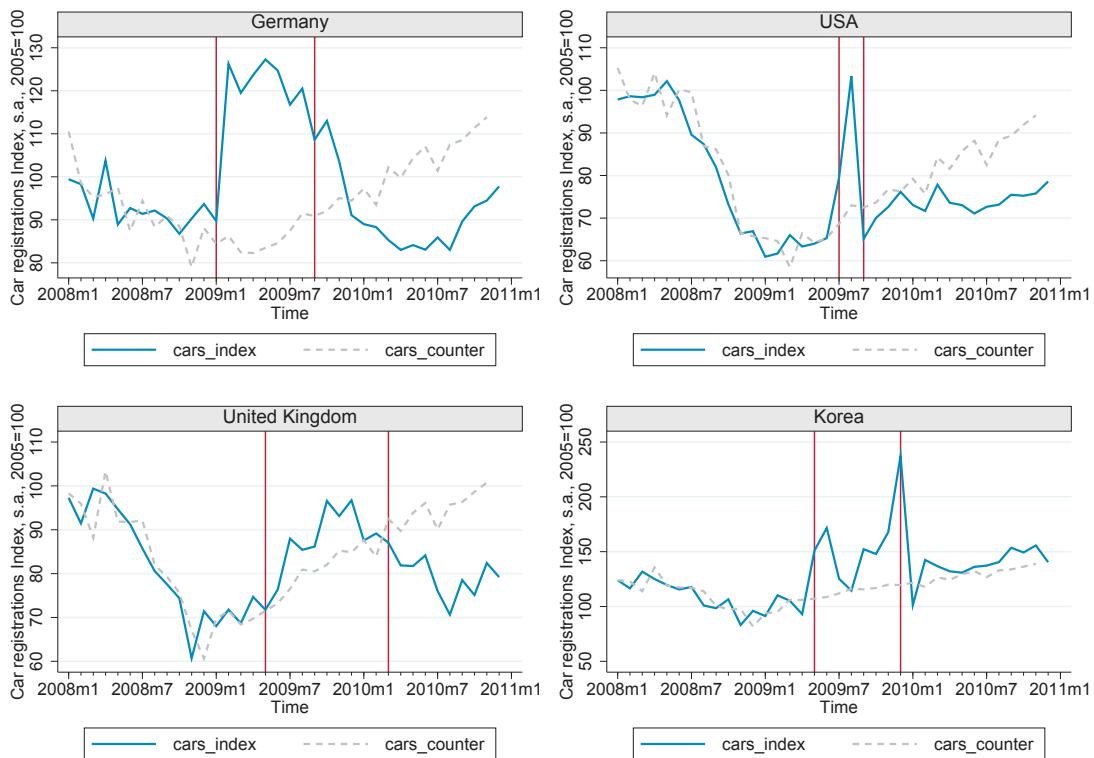 Germany
Car registrations Index, s.a., 2005=100
130
120
110
100
90
80
2008m1 2008m7 2009m1 2009m7 2010m1 2010m7 2011m1
Time
cars_index cars_counter
USA
Car registrations Index, s.a., 2005=100
100
90
80
70
60
2008m1 2008m7 2009m1 2009m7 2010m1 2010m7 2011m1
Time
cars_index cars_counter
United Kingdom
Car registrations Index, s.a., 2005=100
110
100
90
80
70
60
2008m1 2008m7 2009m1 2009m7 2010m1 2010m7 2011m1
Time
cars_index cars_counter
Korea
Car registrations Index, s.a., 2005=100
250
200
150
100
50
2008m1 2008m7 2009m1 2009m7 2010m1 2010m7 2011m1
Time
cars_index cars_counter